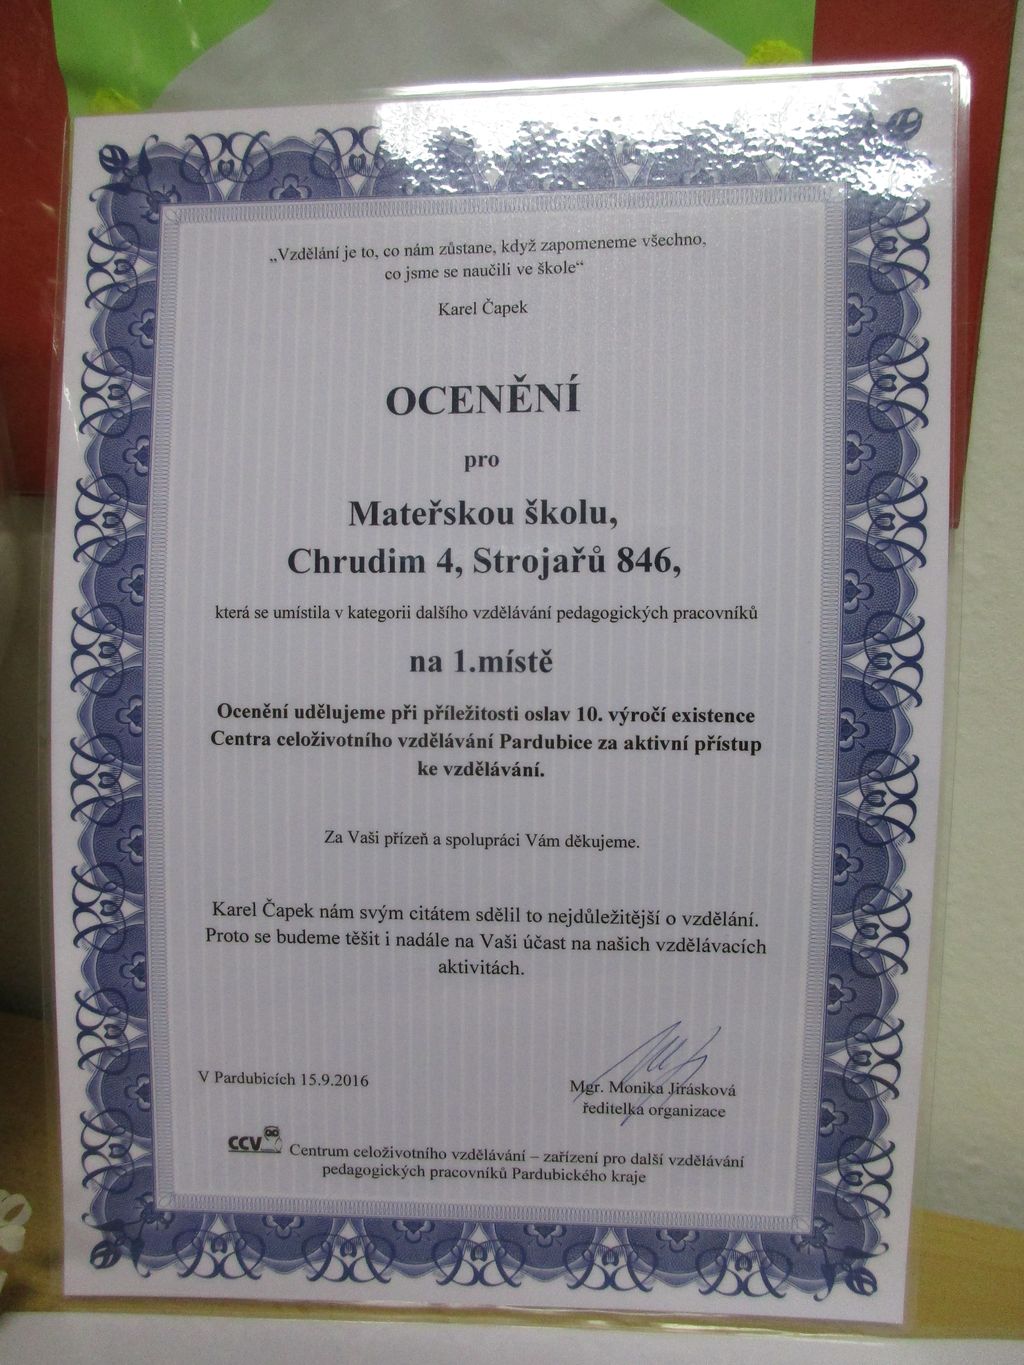 „Vzdělání je to, co nám zůstane, když zapomeneme všechno,
co jsme se naučili ve škole“
Karel Čapek
OCENĚNÍ
pro
Mateřskou školu,
Chrudim 4, Strojařů 846,
která se umístila v kategorii dalšího vzdělávání pedagogických pracovníků
na 1.místě
Ocenění udělujeme při příležitosti oslav 10. výročí existence
Centra celoživotního vzdělávání Pardubice za aktivní přístup
ke vzdělávání.
Za Vaši přízeň a spolupráci Vám děkujeme.
Karel Čapek nám svým citátem sdělil to nejdůležitější o vzdělání.
Proto se budeme těšit i nadále na Vaši účast na našich vzdělávacích
aktivitách.
V Pardubicích 15.9.2016
Mgr. Monika Jirásková
ředitelka organizace
CCV Centrum celoživotního vzdělávání – zařízení pro další vzdělávání
pedagogických pracovníků Pardubického kraje